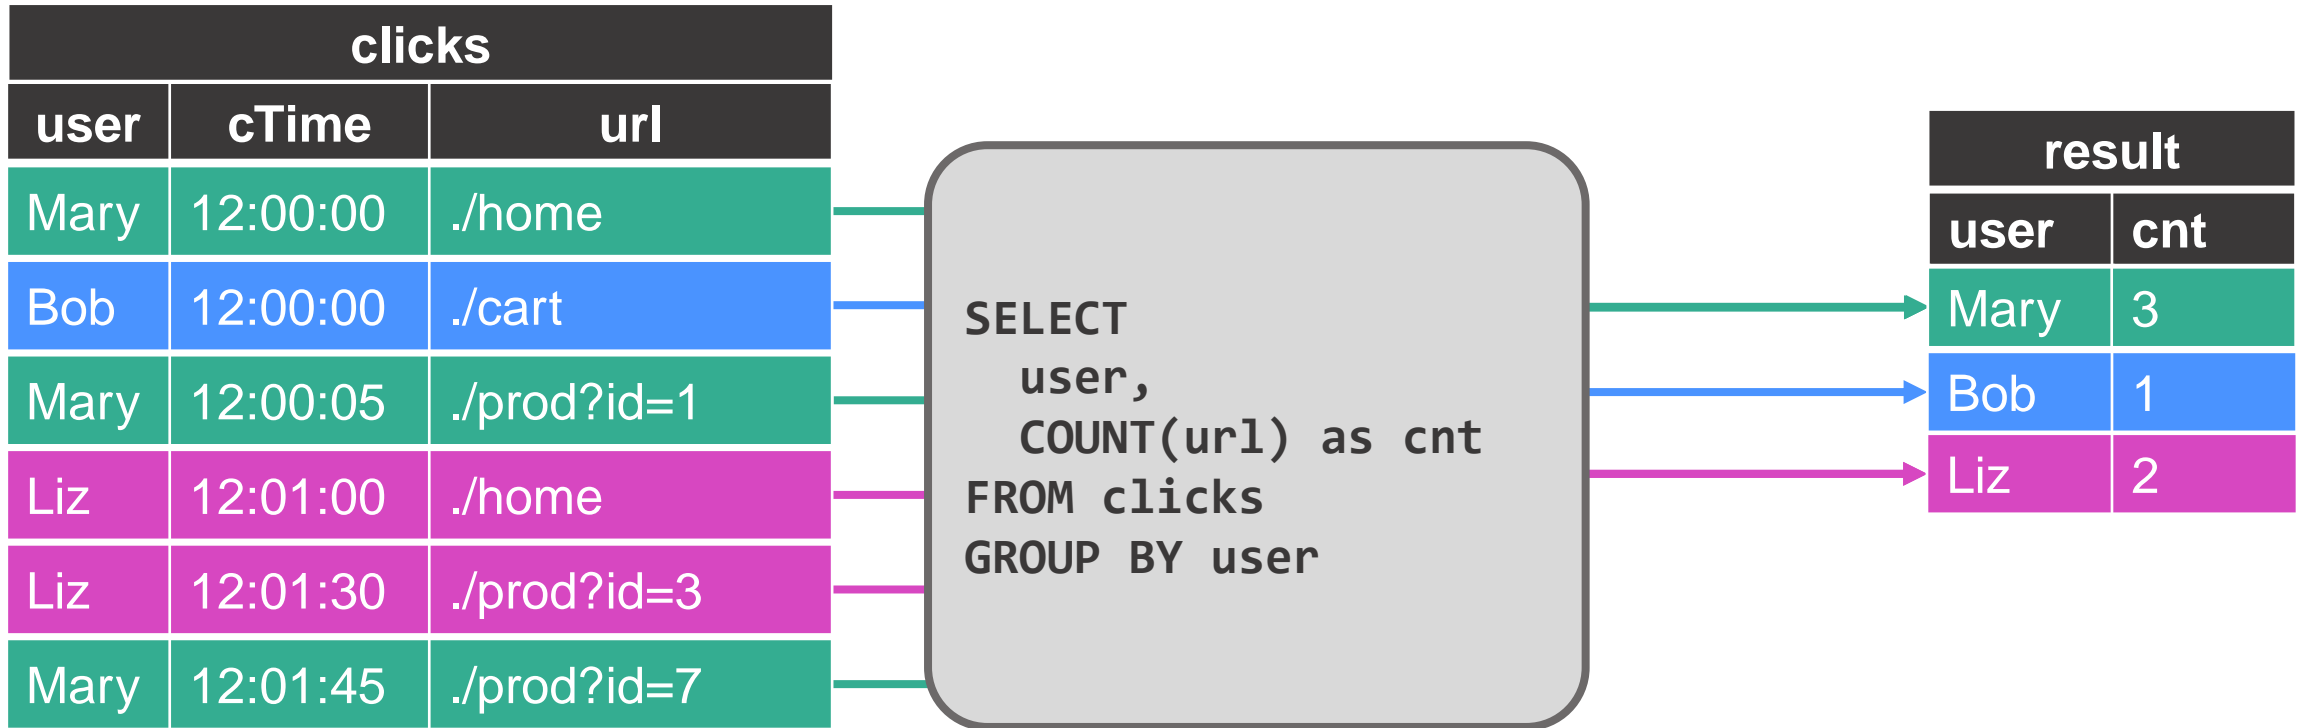 clicks
user cTime url
Mary 12:00:00 ./home
Bob 12:00:00 ./cart
Mary 12:00:05 ./prod?id=1
Liz 12:01:00 ./home
Liz 12:01:30 ./prod?id=3
Mary 12:01:45 ./prod?id=7
SELECT
user,
COUNT(url) as cnt
FROM clicks
GROUP BY user
result
user cnt
Mary 3
Bob 1
Liz 2